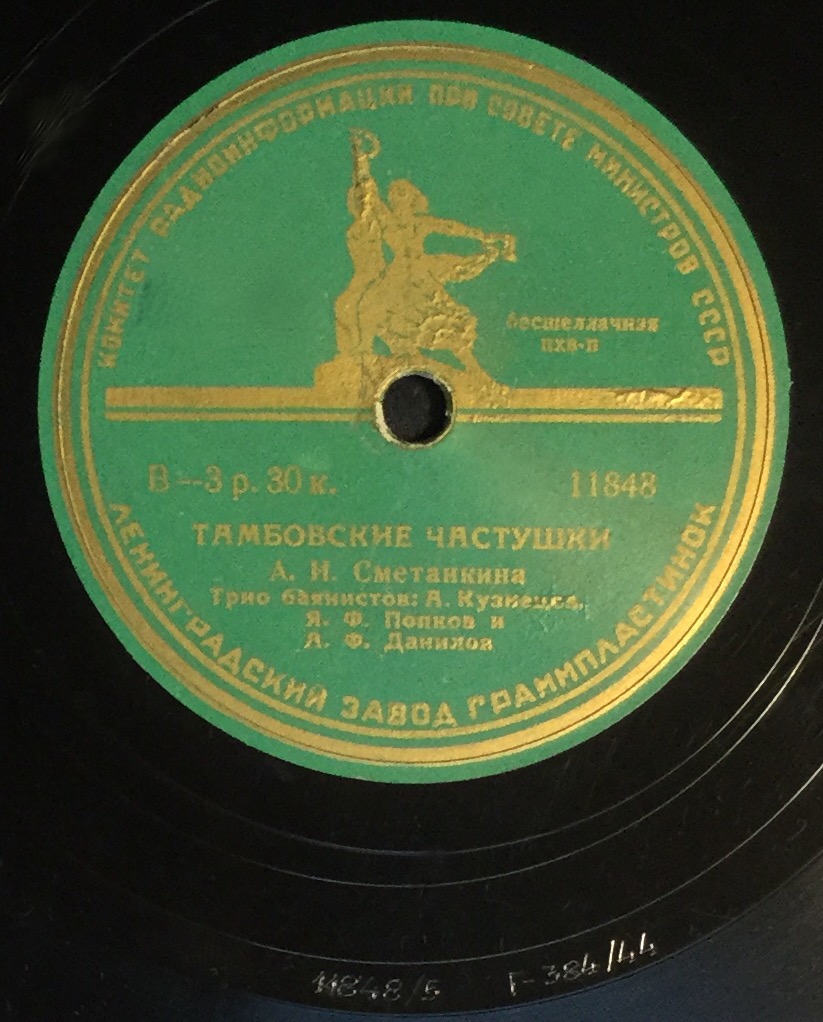 КОМИТЕТ РАДИОИНФОРМАЦИИ ПРИ СОВЕТЕ МИНИСТРОВ СССР
бесшеллачная
пхв-п
В—3 р. 30 к. 11848
ТАМБОВСКИЕ ЧАСТУШКИ
А. И. Сметанкина
Трио баянистов: А. Кузнецов,
Я. Ф. Попков и
А. Ф. Данилов
ЛЕНИНГРАДСКИЙ ЗАВОД ГРАМПЛАСТИНОК
11848/5 Г-384/44